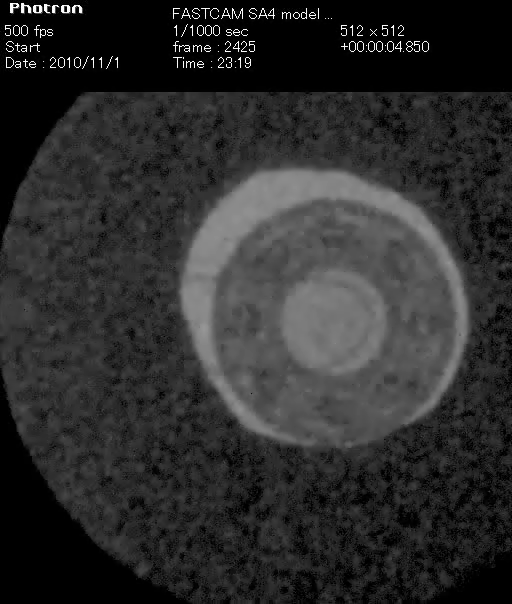 Photron
FASTCAM SA4 model ...
500 fps
1/1000 sec
512 x 512
Start
frame : 2425
+00:00:04.850
Date : 2010/11/1
Time : 23:19